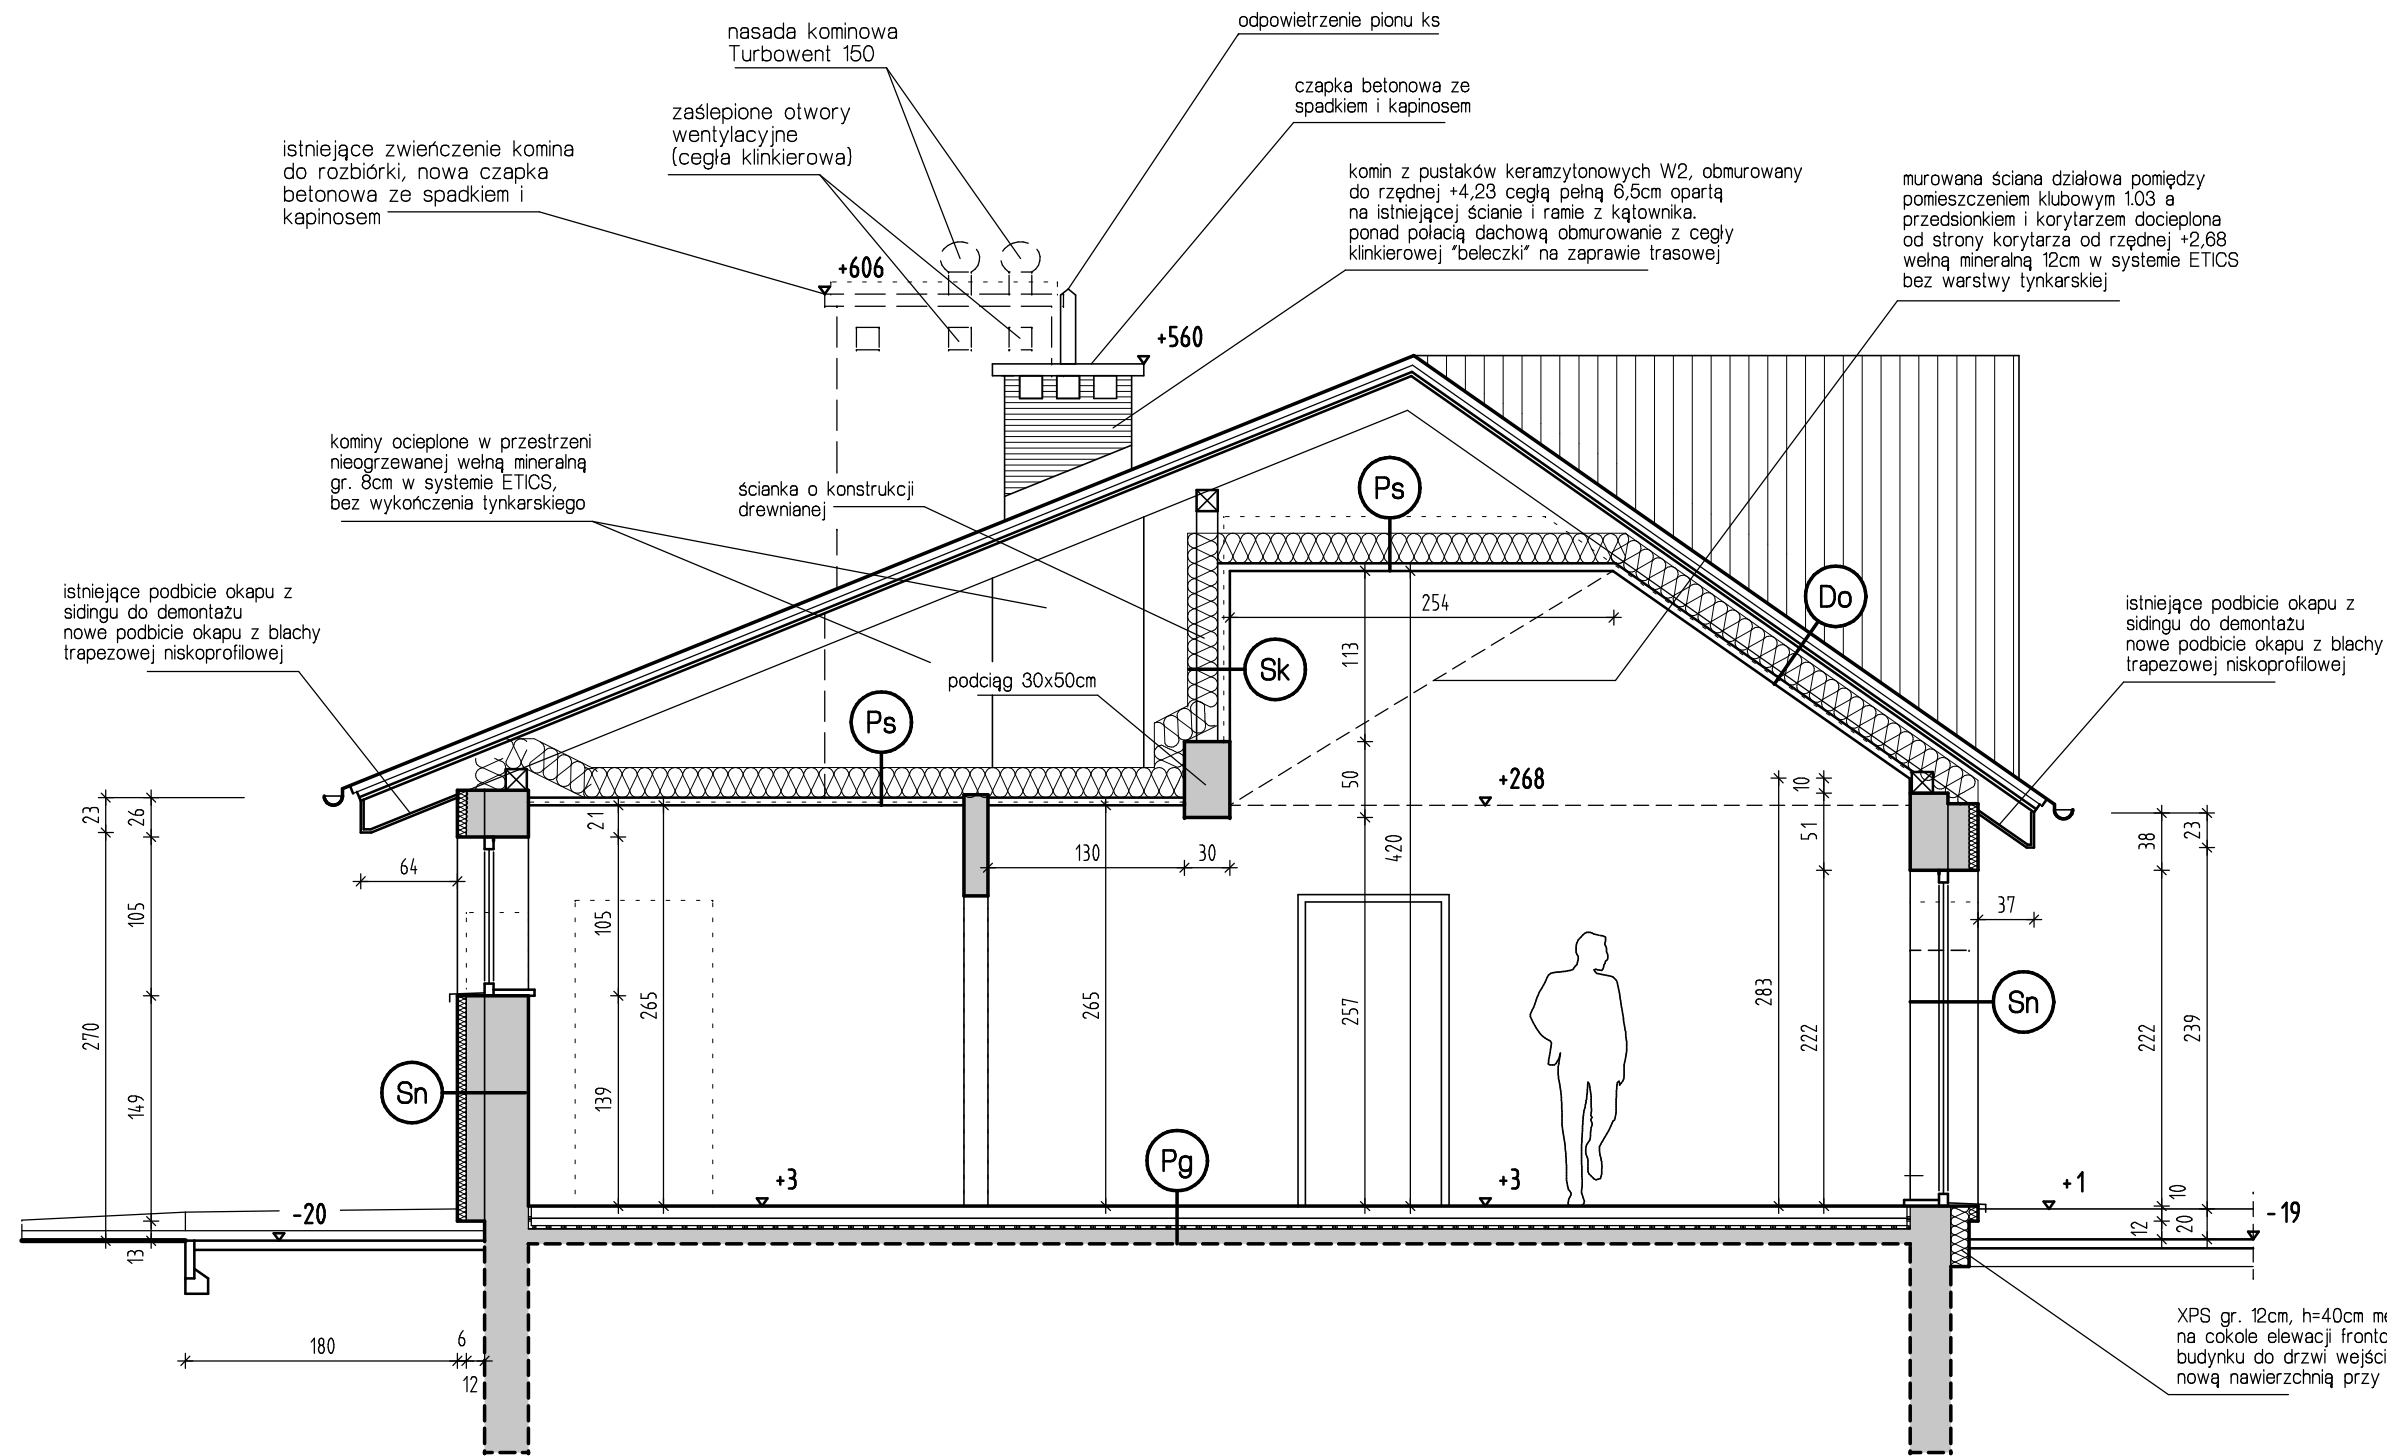 odpowietrzenie pionu ks
nasada kominowa
Turbowent 150
czapka betonowa ze
spadkiem i kapinosem
zaślepione otwory
wentylacyjne
(cegła klinkierowa)
istniejące zwieńczenie komina
do rozbiórki, nowa czapka
betonowa ze spadkiem i
kapinosem
komin z pustaków keramzytonowych W2, obmurowany
do rzędnej +4,23 cegłą pełną 6,5cm opartą
na istniejącej ścianie i ramie z kątownika.
ponad połacią dachową obmurowanie z cegły
klinkierowej "beleczki" na zaprawie trasowej
murowana ściana działowa pomiędzy
pomieszczeniem klubowym 1.03 a
przedsionkiem i korytarzem docieplona
od strony korytarza od rzędnej +2,68
wełną mineralną 12cm w systemie ETICS
bez warstwy tynkarskiej
+606
+560
kominy ocieplone w przestrzeni
nieogrzewanej wełną mineralną
gr. 8cm w systemie ETICS,
bez wykończenia tynkarskiego
ścianka o konstrukcji
drewnianej
Ps
istniejące podbicie okapu z
sidingu do demontażu
nowe podbicie okapu z blachy
trapezowej niskoprofilowej
254
Do
istniejące podbicie okapu z
sidingu do demontażu
nowe podbicie okapu z blachy
trapezowej niskoprofilowej
113
Sk
podciąg 30x50cm
Ps
50
+268
10
23
26
21
51
38
23
64
130
30
420
105
105
37
270
265
265
257
283
222
Sn
222
239
149
Sn
139
Pg
+3
+3
+1
10
-20
13
12
20
-19
180
6
12
XPS gr. 12cm, h=40cm
na cokole elewacji
budynku do drzwi
nową nawierzchnią przy